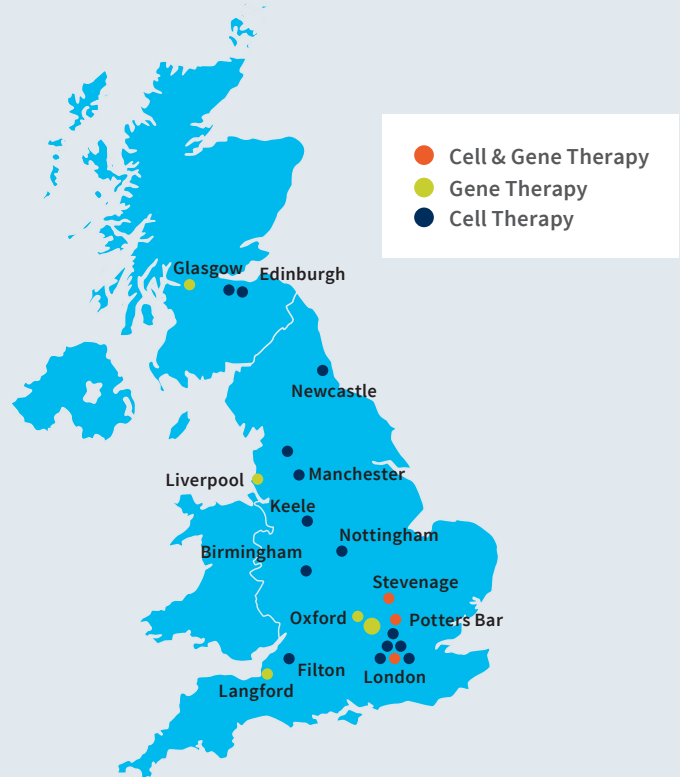 Cell & Gene Therapy
Gene Therapy
Cell Therapy
Glasgow
Edinburgh
Newcastle
Liverpool
Manchester
Keele
Nottingham
Birmingham
Stevenage
Oxford
Potters Bar
Filton
London
Langford